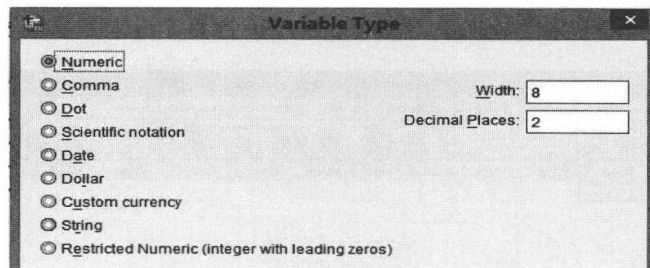 Variable Type
Numeric
Comma
Width: 8
Dot
Decimal Places: 2
Scientific notation
Date
Dollar
Custom currency
String
Restricted Numeric (integer with leading zeros)